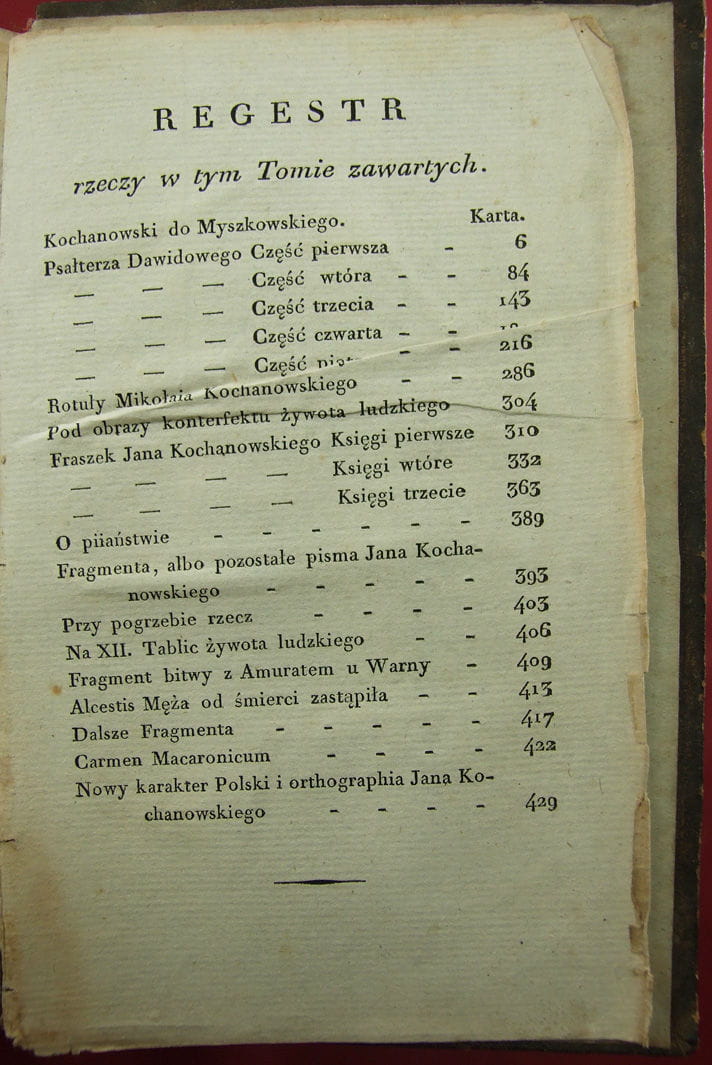 REGESTR
rzeczy w tym Tomie zawartych.
Karta.
Kochanowski do Myszkowskiego.
Psałterza Dawidowego Część pierwsza - 6
— — — Część wtóra - - 84
— — — Część trzecia - - 143
— — — Część czwarta - -
— — — Część - - 216
Rotuły Mikołaia Kochanowskiego - - 286
Pod obrazy konterfektu żywota ludzkiego 304
Fraszek Jana Kochanowskiego Księgi pierwsze 310
— — — — Księgi wtóre 332
— — — — Księgi trzecie 363
O piiaństwie - - - - - - 389
Fragmenta, albo pozostałe pisma Jana Kocha-
nowskiego - - - - - 393
Przy pogrzebie rzecz - - - - 403
Na XII. Tablic żywota ludzkiego - - 406
Fragment bitwy z Amuratem u Warny - 409
Alcestis Męża od śmierci zastąpiła - - 413
Dalsze Fragmenta - - - - - 417
Carmen Macaronicum - - - - 422
Nowy karakter Polski i orthographia Jana Ko-
chanowskiego - - - - 429